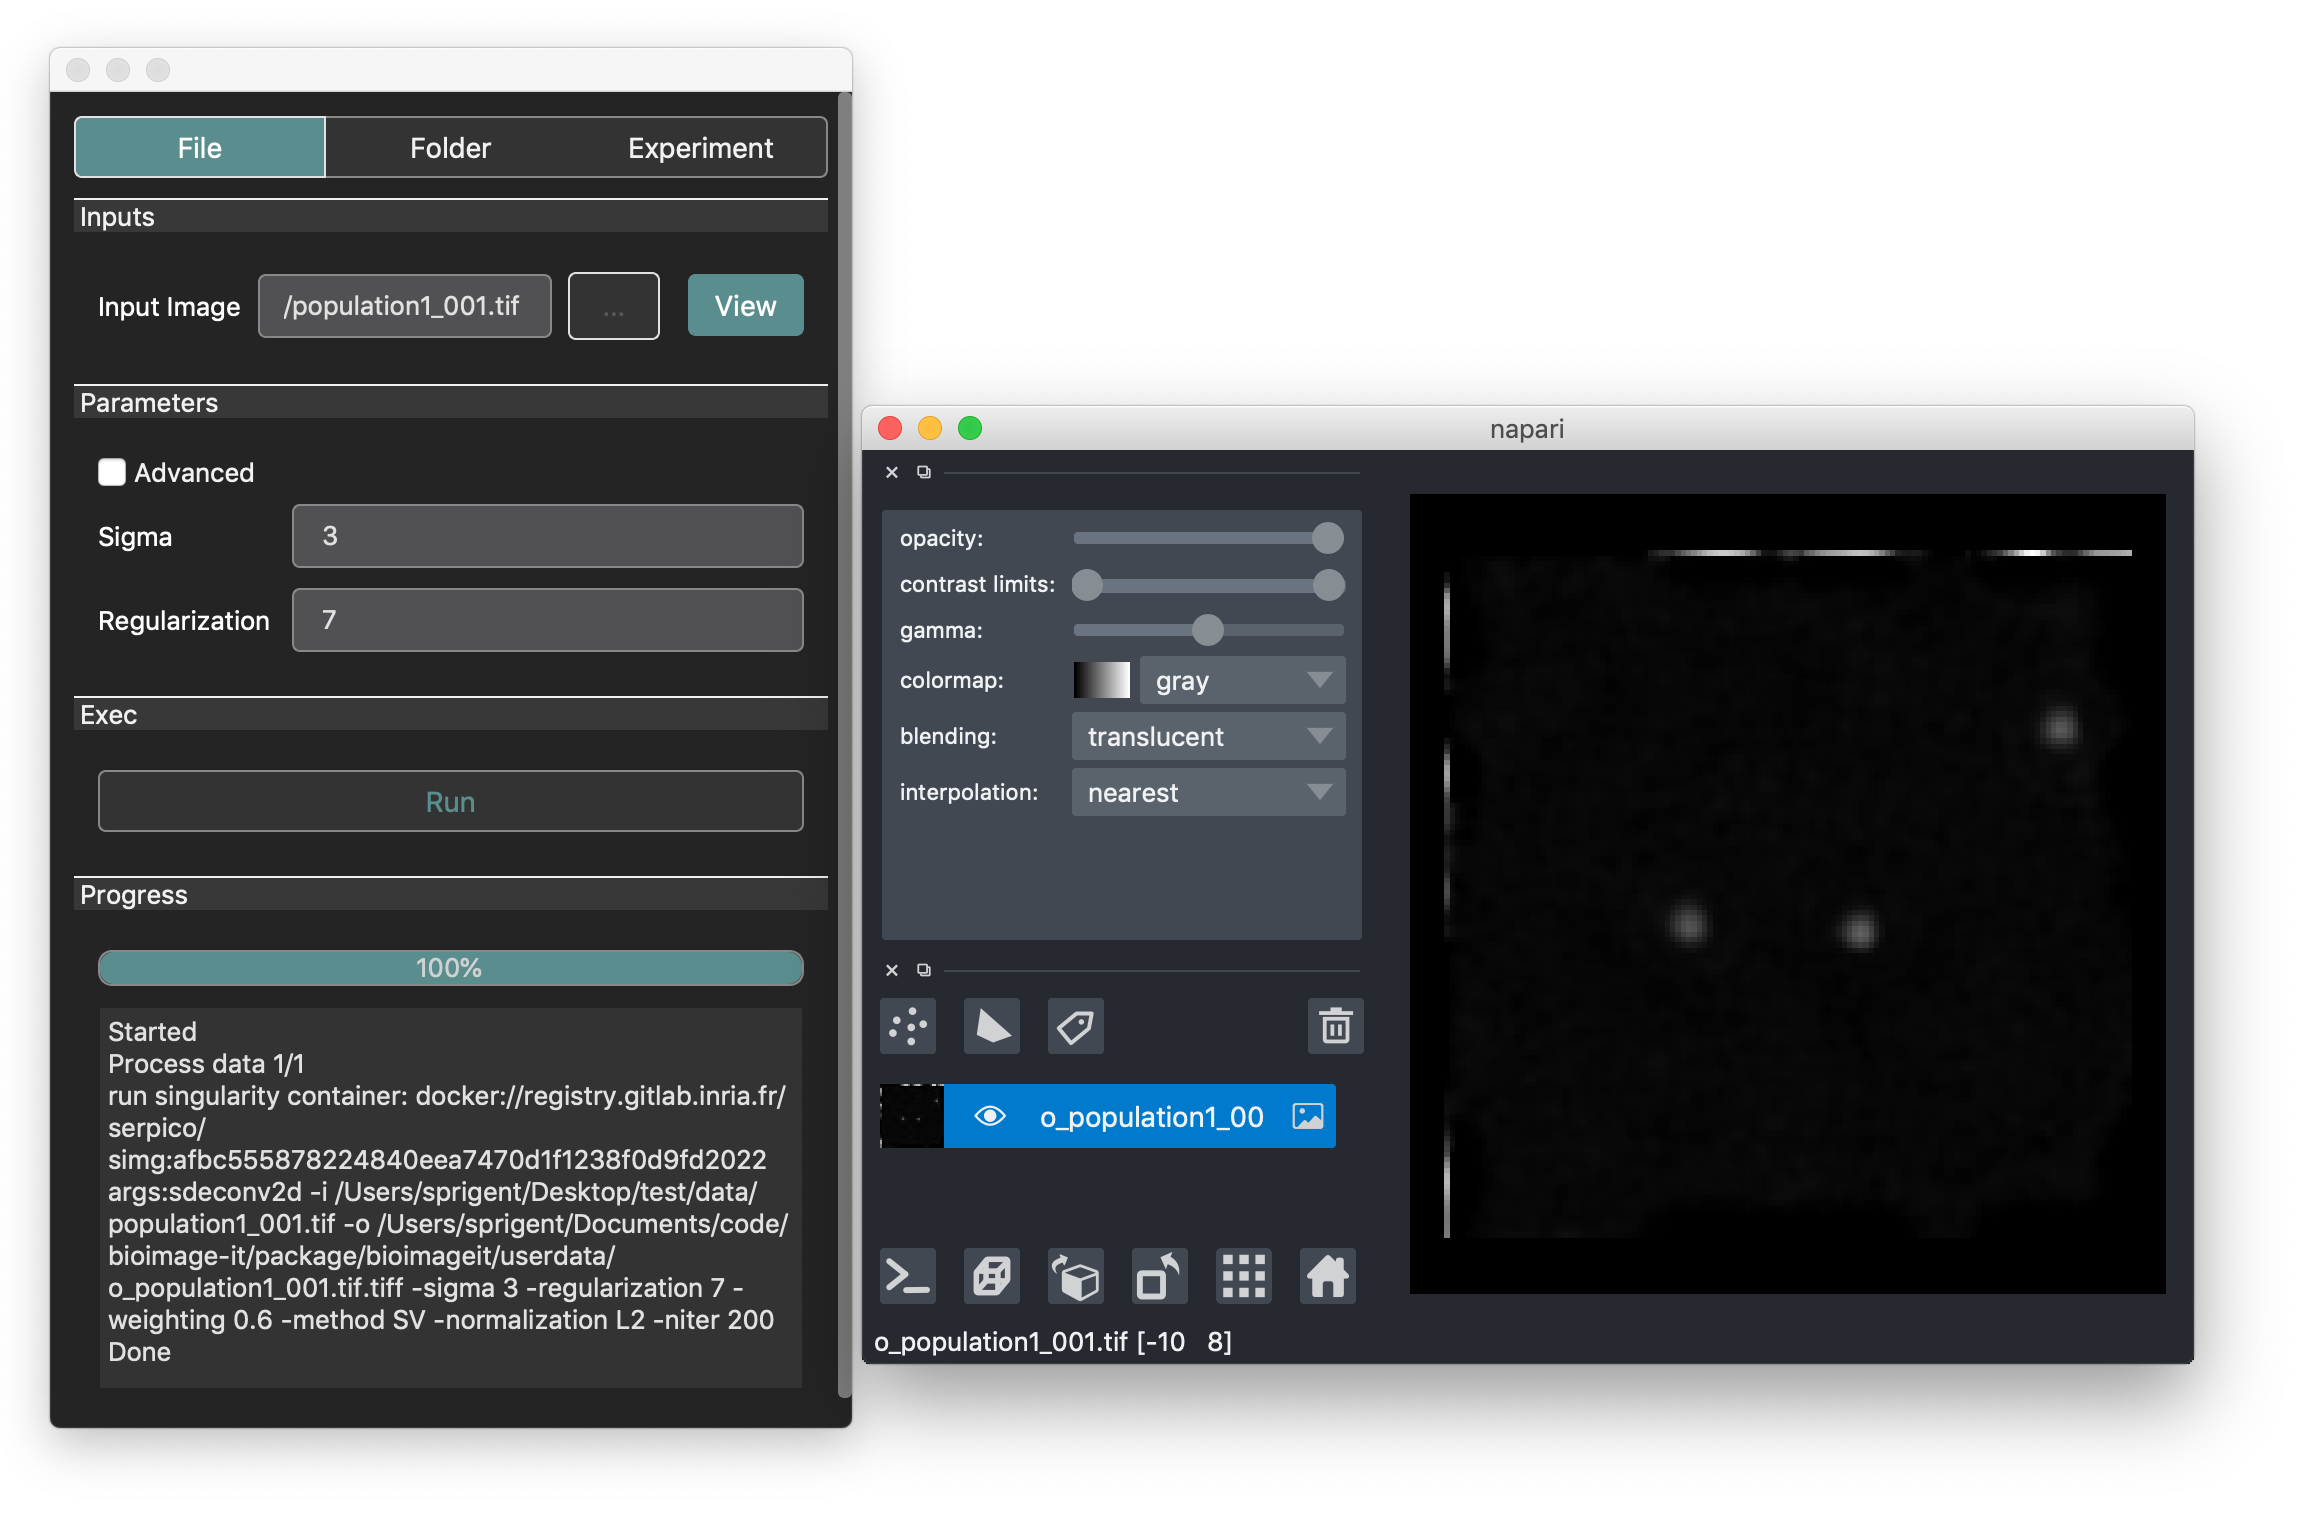 File
Folder
Experiment
Inputs
Input Image
/population1_001.tif
...
View
Parameters
Advanced
Sigma
3
Regularization
7
Exec
Run
Progress
100%
Started
Process data 1/1
run singularity container: docker://registry.gitlab.inria.fr/
serpico/
simg:afbc555878224840eea7470d1f1238f0d9fd2022
args:sdeconv2d -i /Users/sprigent/Desktop/test/data/
population1_001.tif -o /Users/sprigent/Documents/code/
bioimage-it/package/bioimageit/userdata/
o_population1_001.tif.tiff -sigma 3 -regularization 7 -
weighting 0.6 -method SV -normalization L2 -niter 200
Done
napari
opacity:
contrast limits:
gamma:
colormap:
gray
blending:
translucent
interpolation:
nearest
o_population1_00
o_population1_001.tif [-10 8]